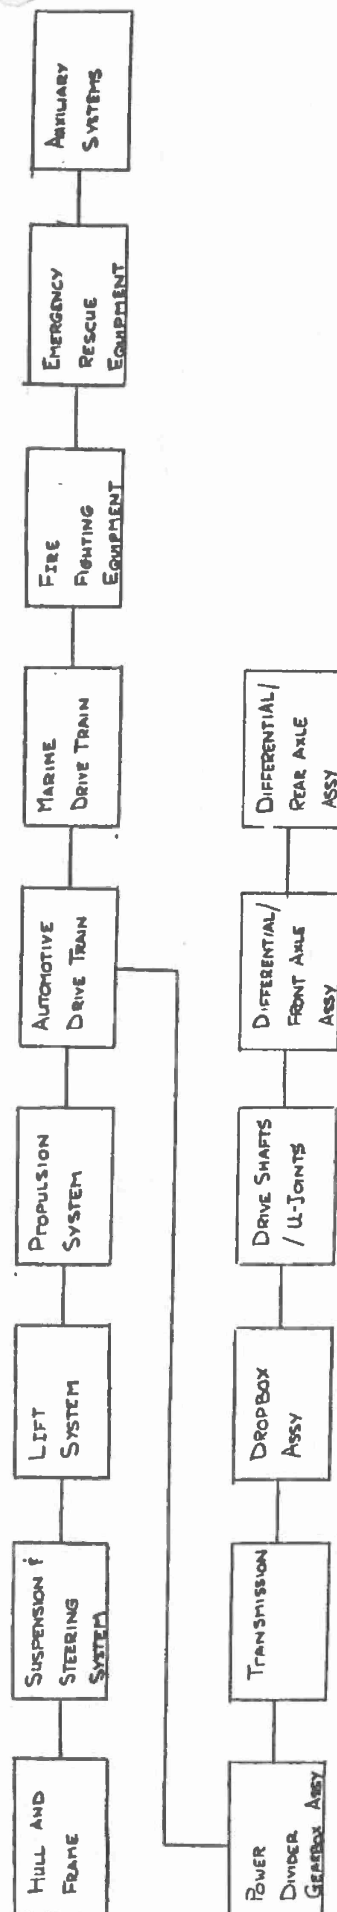 HULL AND
FRAME
SUSPENSION &
STEERING
SYSTEM
LIFT
SYSTEM
PROPULSION
SYSTEM
AUTOMOTIVE
DRIVE TRAIN
MARINE
DRIVE TRAIN
FIRE
FIGHTING
EQUIPMENT
EMERGENCY
RESCUE
EQUIPMENT
AUXILIARY
SYSTEMS
POWER
DIVIDER
GEARBOX ASSY
TRANSMISSION
DROPBOX
ASSY
DRIVE SHAFTS
/ U-JOINTS
DIFFERENTIAL/
FRONT AXLE
ASSY
DIFFERENTIAL/
REAR AXLE
ASSY